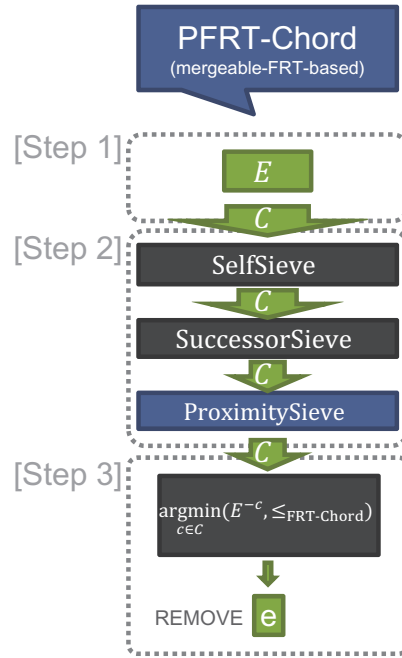 PFRT-Chord
(mergeable-FRT-based)
[Step 1]
E
C
[Step 2]
SelfSieve
C
SuccessorSieve
C
ProximitySieve
C
[Step 3]
argmin(E⁻ᶜ, ≤FRT-Chord)
c∈C
REMOVE e